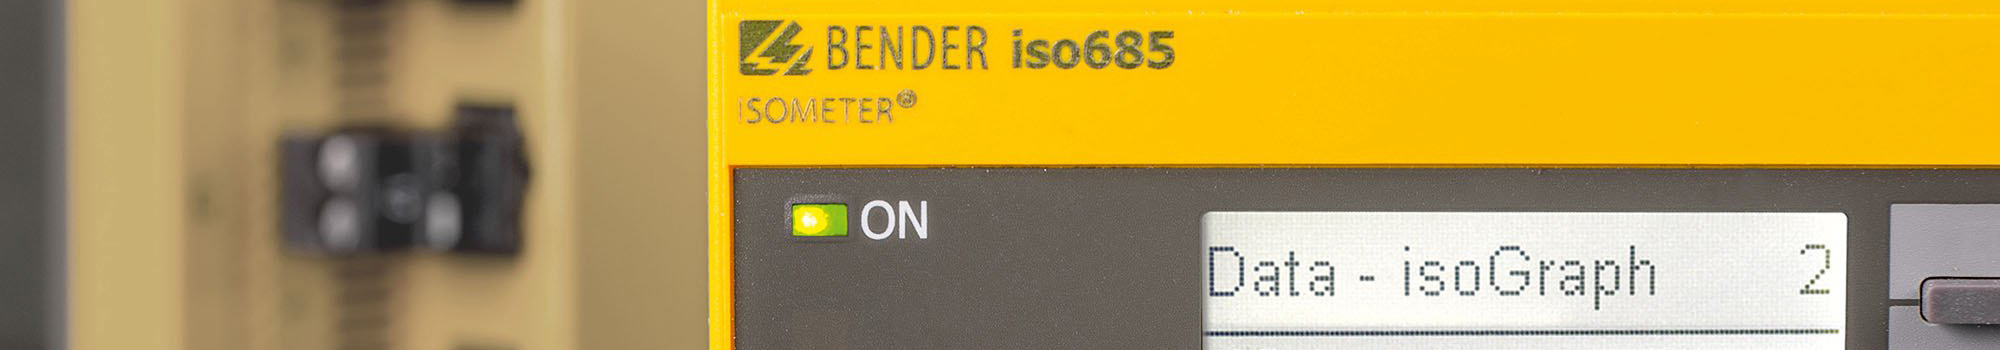 BENDER iso685
ISOMETER®
ON
Data - isoGraph 2